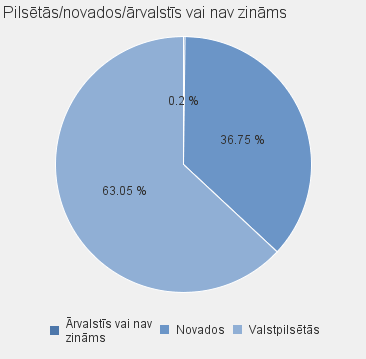 Pilsētās/novados/ārvalstīs vai nav zināms
0.2 %
36.75 %
63.05 %
Ārvalstīs vai nav
zināms
Novados
Valstpilsētās